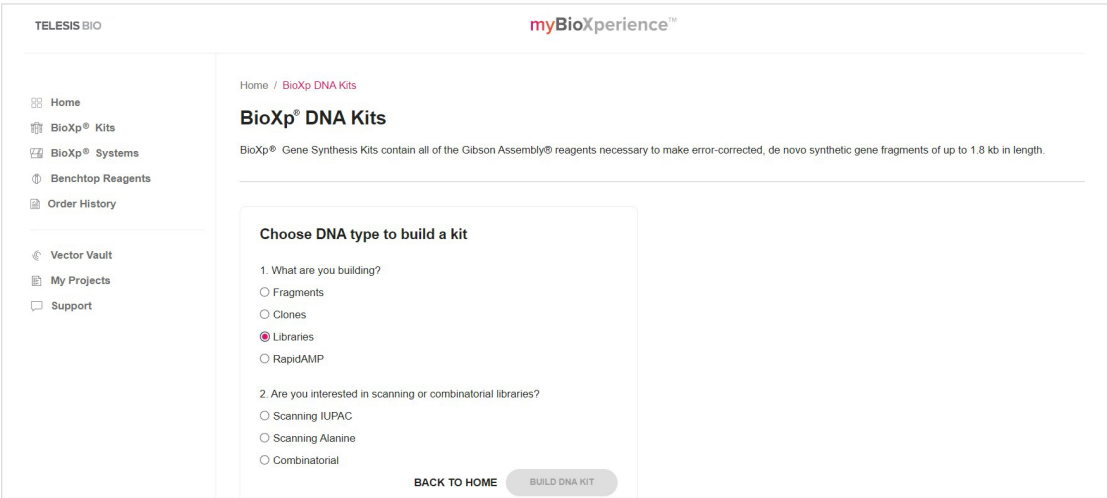 TELESIS BIO
myBioXperience™
Home
BioXp® Kits
BioXp® Systems
Benchtop Reagents
Order History
Vector Vault
My Projects
Support
Home / BioXp DNA Kits
BioXp® DNA Kits
BioXp® Gene Synthesis Kits contain all of the Gibson Assembly® reagents necessary to make error-corrected, de novo synthetic gene fragments of up to 1.8 kb in length.
Choose DNA type to build a kit
1. What are you building?
Fragments
Clones
Libraries
RapidAMP
2. Are you interested in scanning or combinatorial libraries?
Scanning IUPAC
Scanning Alanine
Combinatorial
BACK TO HOME BUILD DNA KIT